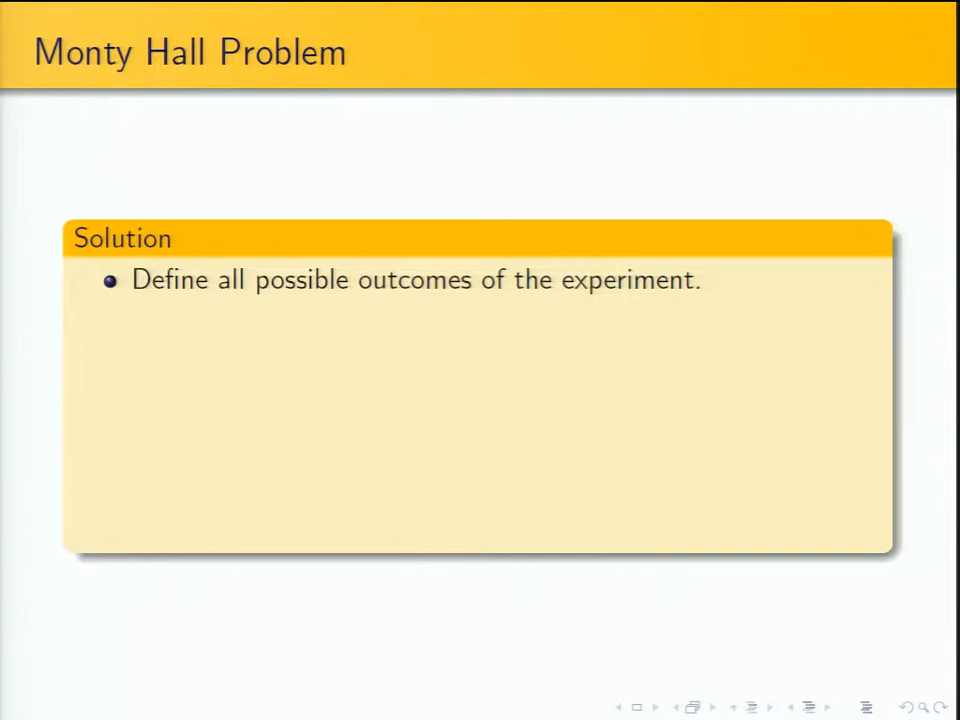 Monty Hall Problem
Solution
Define all possible outcomes of the experiment.